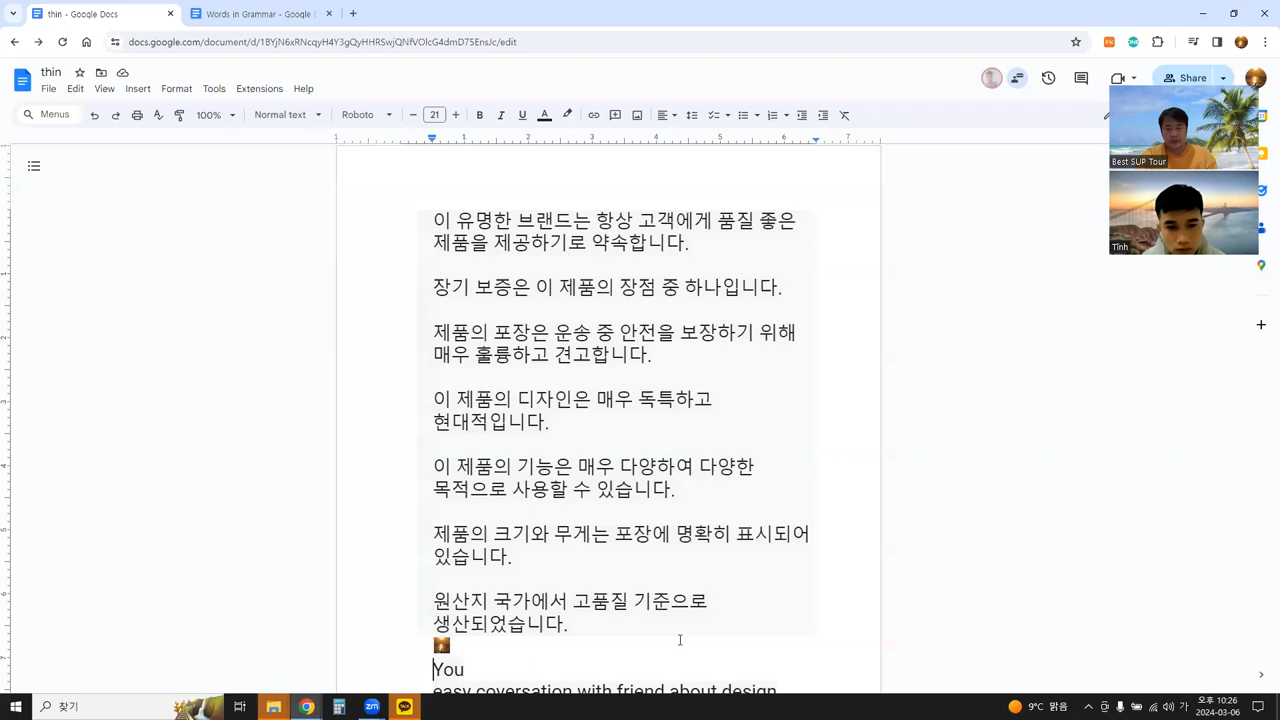 thin - Google Docs
Words in Grammar - Google D
docs.google.com/document/d/1BYjN6xRNcqyH4Y3gQyHHRSwjQNfVOlcG4dmD75EnsJc/edit
thin
File Edit View Insert Format Tools Extensions Help
Share
Menus 100% Normal text Roboto 21
1 1 2 3 4 5 6 7
이 유명한 브랜드는 항상 고객에게 품질 좋은
제품을 제공하기로 약속합니다.
장기 보증은 이 제품의 장점 중 하나입니다.
제품의 포장은 운송 중 안전을 보장하기 위해
매우 훌륭하고 견고합니다.
이 제품의 디자인은 매우 독특하고
현대적입니다.
이 제품의 기능은 매우 다양하여 다양한
목적으로 사용할 수 있습니다.
제품의 크기와 무게는 포장에 명확히 표시되어
있습니다.
원산지 국가에서 고품질 기준으로
생산되었습니다.
You
easy coversation with friend about design
Best SUP Tour
Tĩnh
찾기
9°C 맑음
가
오후 10:26
2024-03-06